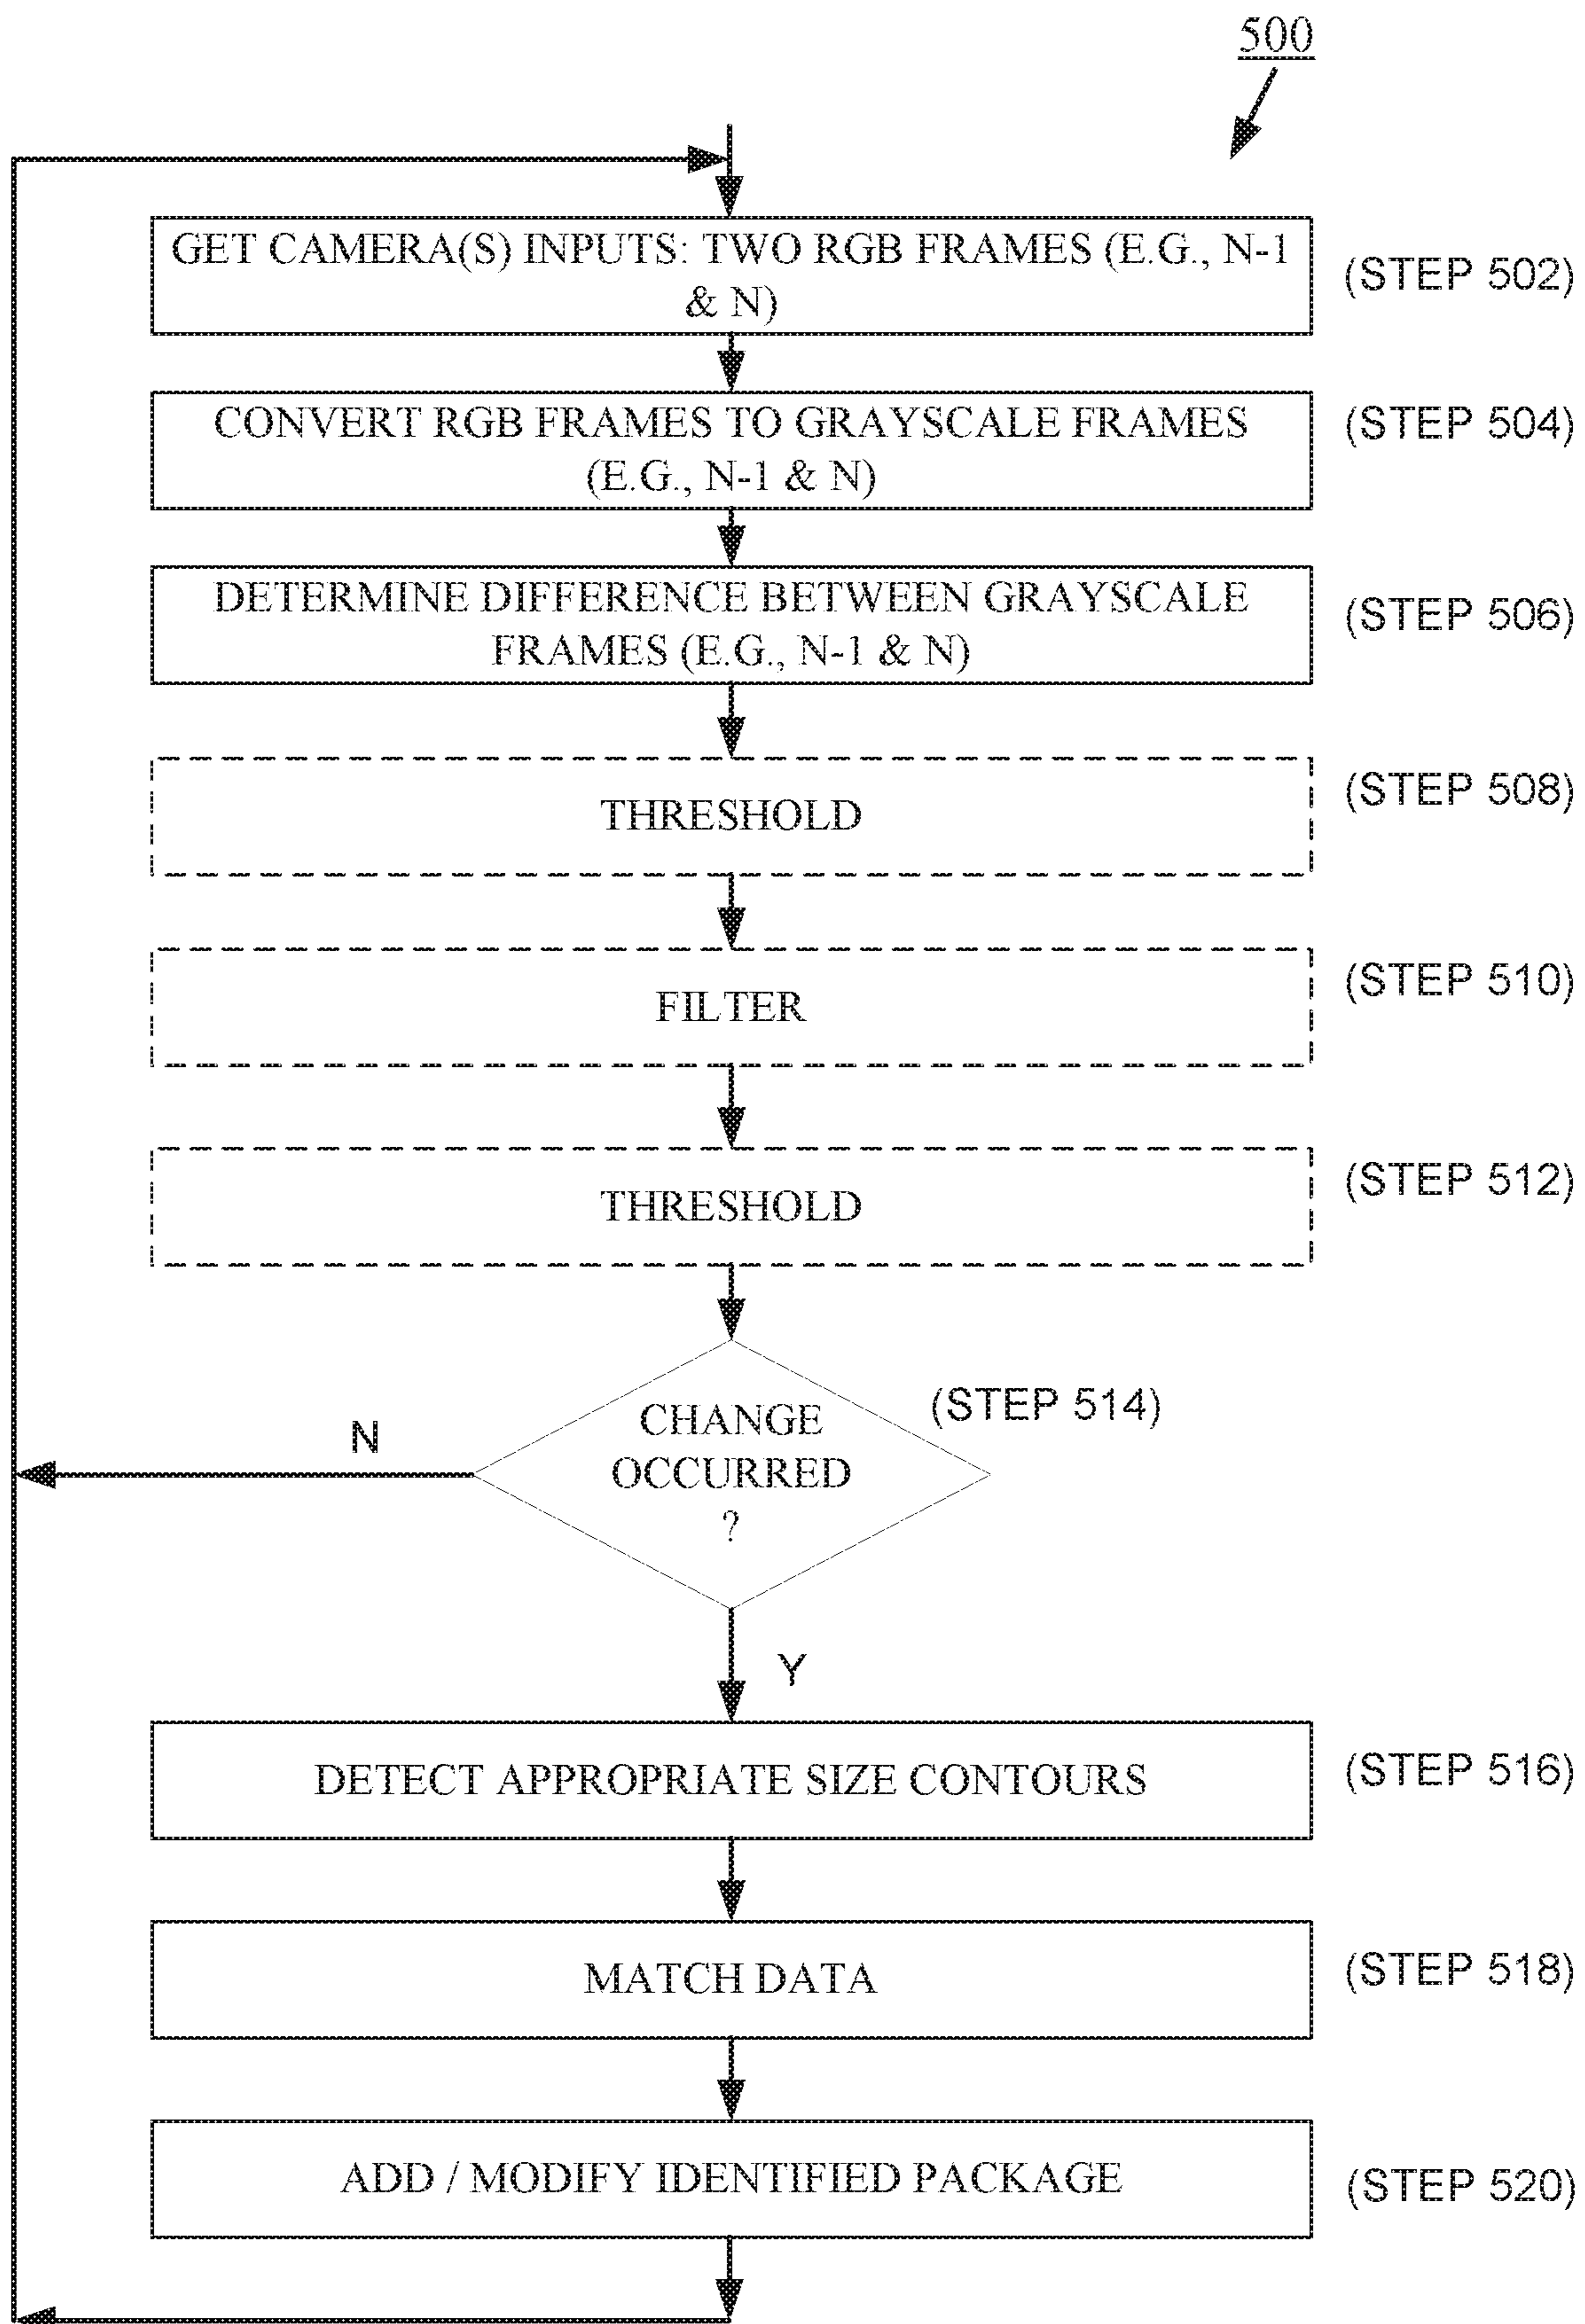 500
GET CAMERA(S) INPUTS: TWO RGB FRAMES (E.G., N-1
& N)
(STEP 502)
CONVERT RGB FRAMES TO GRAYSCALE FRAMES
(E.G., N-1 & N)
(STEP 504)
DETERMINE DIFFERENCE BETWEEN GRAYSCALE
FRAMES (E.G., N-1 & N)
(STEP 506)
THRESHOLD
(STEP 508)
FILTER
(STEP 510)
THRESHOLD
(STEP 512)
CHANGE
OCCURRED
?
(STEP 514)
N
Y
DETECT APPROPRIATE SIZE CONTOURS
(STEP 516)
MATCH DATA
(STEP 518)
ADD / MODIFY IDENTIFIED PACKAGE
(STEP 520)